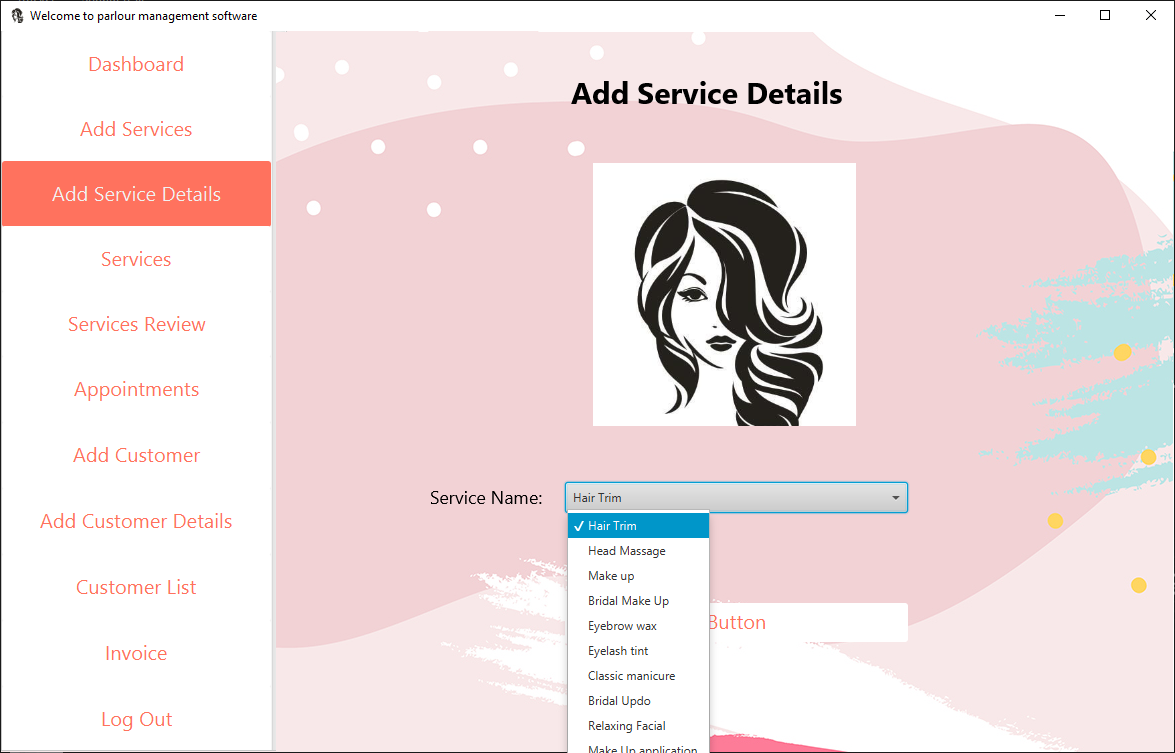 Welcome to parlour management software
Dashboard
Add Services
Add Service Details
Services
Services Review
Appointments
Add Customer
Add Customer Details
Customer List
Invoice
Log Out
Add Service Details
Service Name:
Hair Trim
Hair Trim
Head Massage
Make up
Bridal Make Up
Eyebrow wax
Eyelash tint
Classic manicure
Bridal Updo
Relaxing Facial
Make Up application
Button